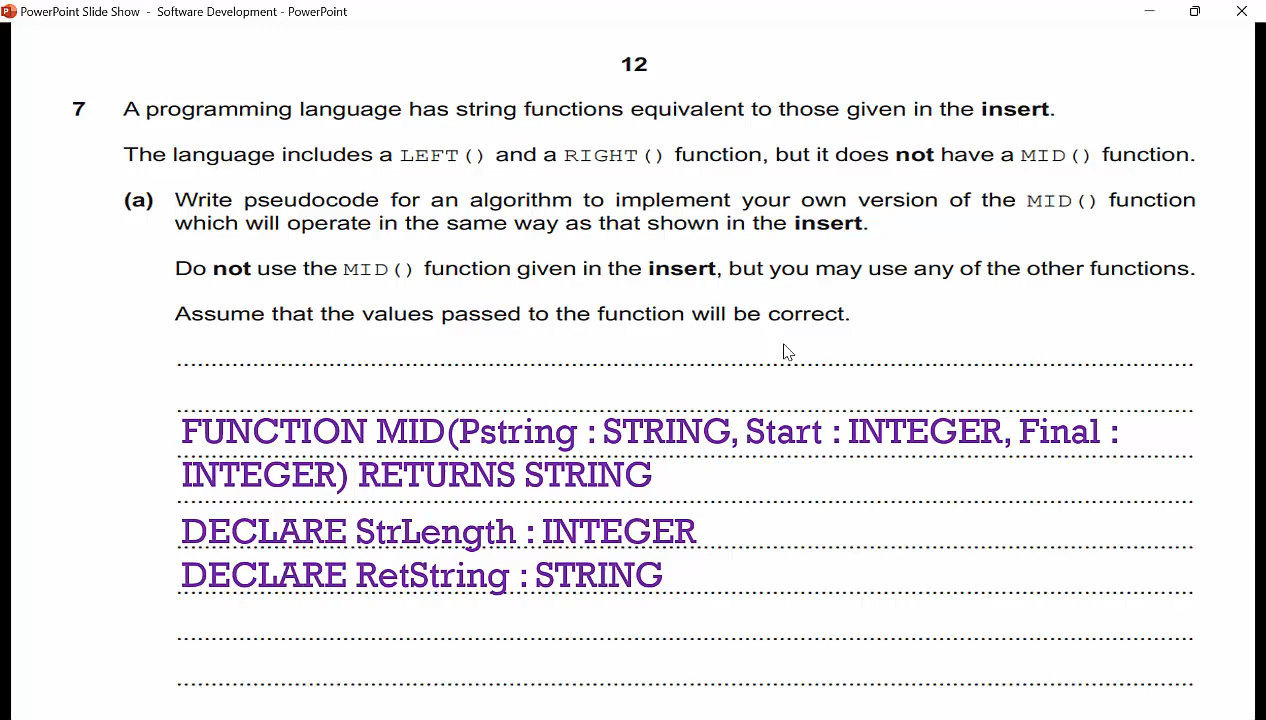 PowerPoint Slide Show - Software Development - PowerPoint
12
7 A programming language has string functions equivalent to those given in the insert.
The language includes a LEFT() and a RIGHT() function, but it does not have a MID() function.
(a) Write pseudocode for an algorithm to implement your own version of the MID() function
which will operate in the same way as that shown in the insert.
Do not use the MID() function given in the insert, but you may use any of the other functions.
Assume that the values passed to the function will be correct.
FUNCTION MID(Pstring : STRING, Start : INTEGER, Final :
INTEGER) RETURNS STRING
DECLARE StrLength : INTEGER
DECLARE RetString : STRING